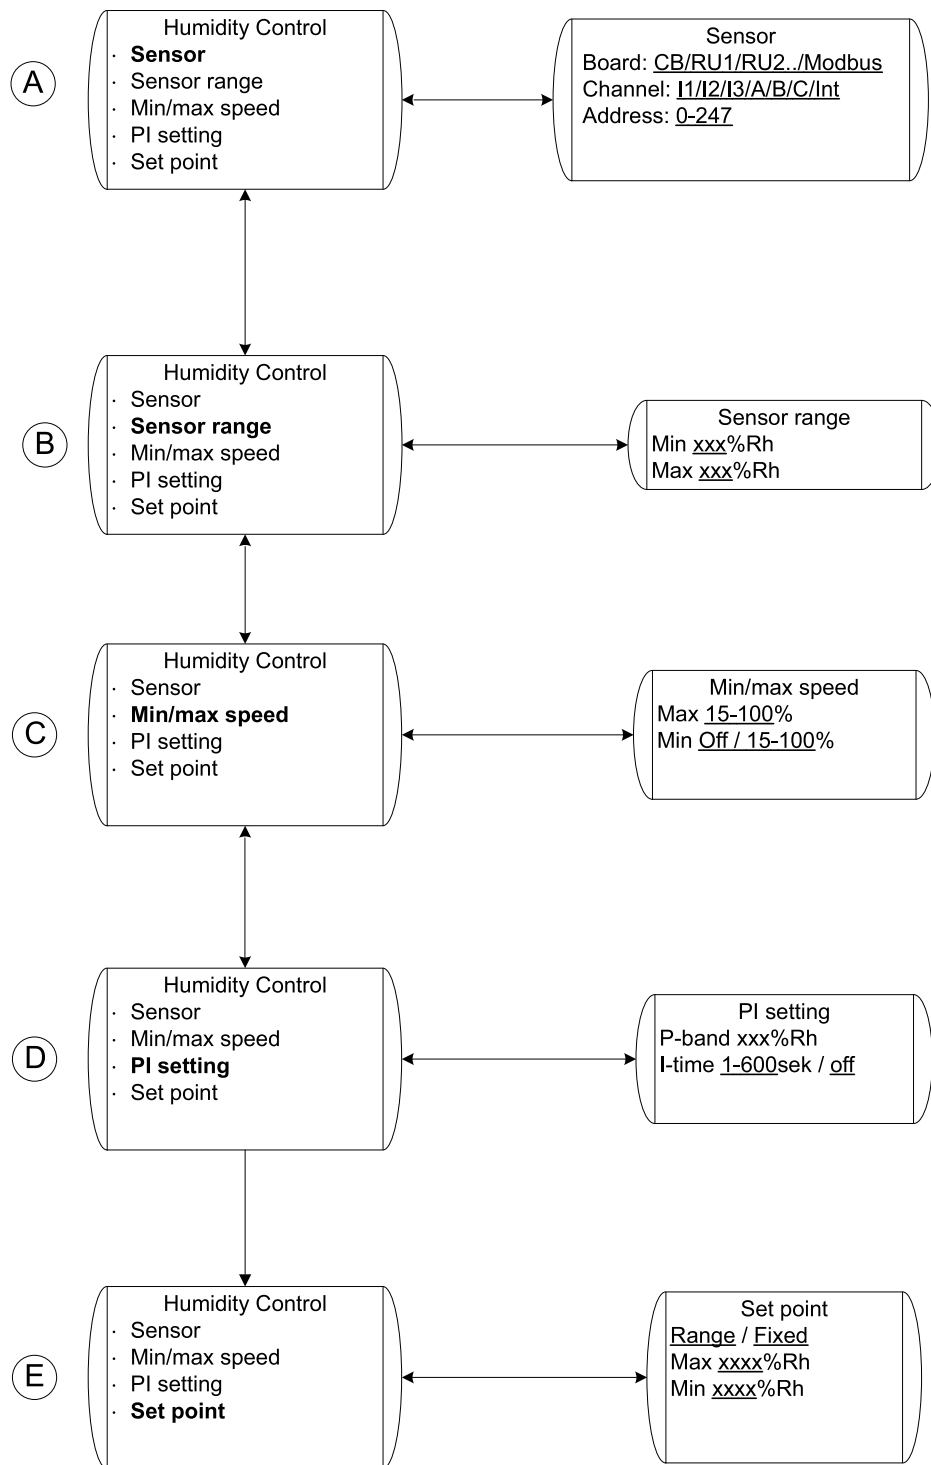 A
Humidity Control
· Sensor
· Sensor range
· Min/max speed
· PI setting
· Set point
Sensor
Board: CB/RU1/RU2../Modbus
Channel: I1/I2/I3/A/B/C/Int
Address: 0-247
B
Humidity Control
· Sensor
· Sensor range
· Min/max speed
· PI setting
· Set point
Sensor range
Min xxx%Rh
Max xxx%Rh
C
Humidity Control
· Sensor
· Min/max speed
· PI setting
· Set point
Min/max speed
Max 15-100%
Min Off / 15-100%
D
Humidity Control
· Sensor
· Min/max speed
· PI setting
· Set point
PI setting
P-band xxx%Rh
I-time 1-600sek / off
E
Humidity Control
· Sensor
· Min/max speed
· PI setting
· Set point
Set point
Range / Fixed
Max xxxx%Rh
Min xxxx%Rh